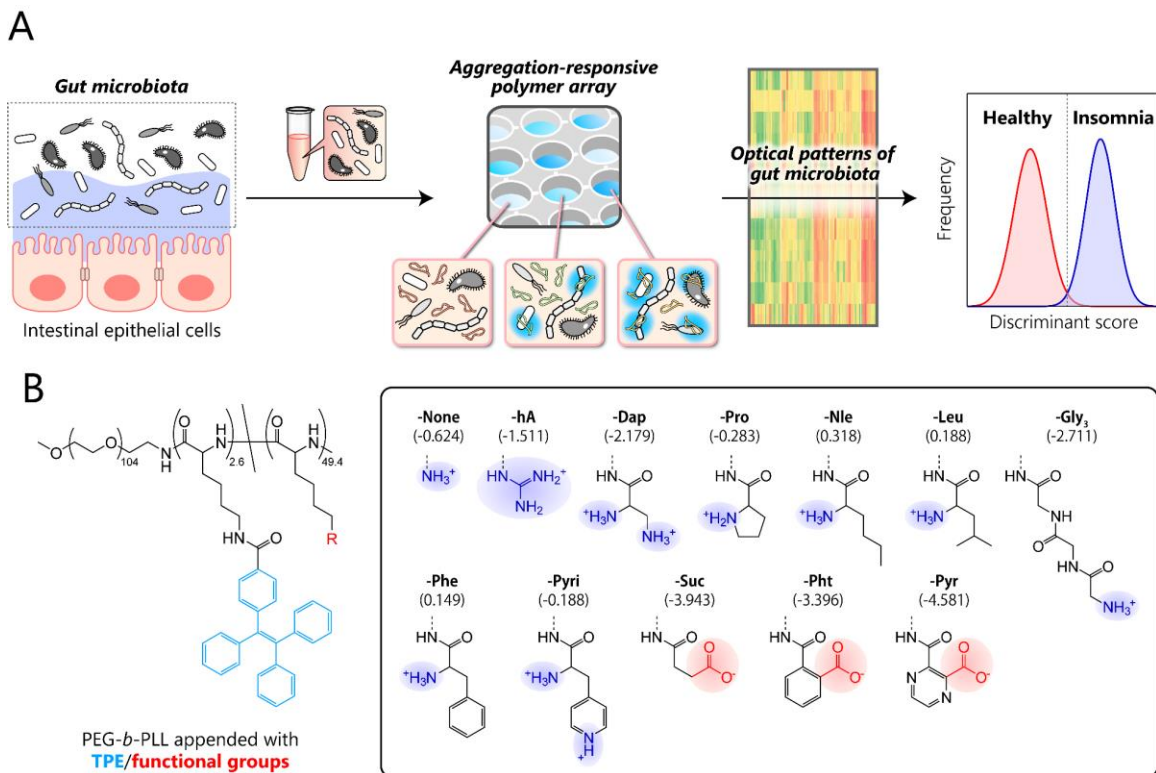 A
Gut microbiota
Intestinal epithelial cells
Aggregation-responsive
polymer array
Optical patterns of
gut microbiota
Healthy
Insomnia
Frequency
Discriminant score
B
O
O
104
N
H
O
H
N
2.6
O
H
N
49.4
HN
O
R
PEG-b-PLL appended with
TPE/functional groups
-None
(-0.624)
NH₃⁺
-hA
(-1.511)
HN
NH₂⁺
NH₂
-Dap
(-2.179)
HN
O
⁺H₃N
NH₃⁺
-Pro
(-0.283)
HN
O
⁺H₂N
-Nle
(0.318)
HN
O
⁺H₃N
-Leu
(0.188)
HN
O
⁺H₃N
-Gly₃
(-2.711)
HN
O
NH
O
HN
O
NH₃⁺
-Phe
(0.149)
HN
O
⁺H₃N
-Pyri
(-0.188)
HN
O
⁺H₃N
NH
+
-Suc
(-3.943)
HN
O
O
O⁻
-Pht
(-3.396)
HN
O
O
O⁻
-Pyr
(-4.581)
HN
O
O
O⁻
N
N